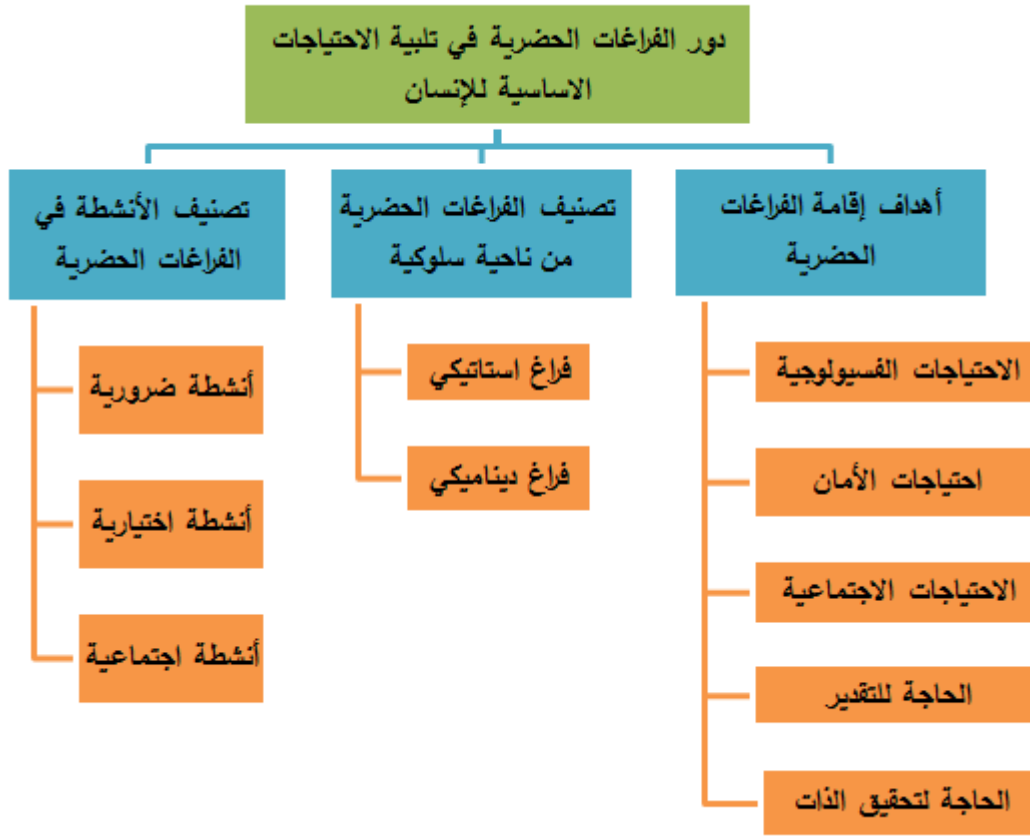 دور الفراغات الحضرية في تلبية الاحتياجات
الاساسية للإنسان
أهداف إقامة الفراغات
الحضرية
الاحتياجات الفسيولوجية
احتياجات الأمان
الاحتياجات الاجتماعية
الحاجة للتقدير
الحاجة لتحقيق الذات
تصنيف الفراغات الحضرية
من ناحية سلوكية
فراغ استاتيكي
فراغ ديناميكي
تصنيف الأنشطة في
الفراغات الحضرية
أنشطة ضرورية
أنشطة اختيارية
أنشطة اجتماعية